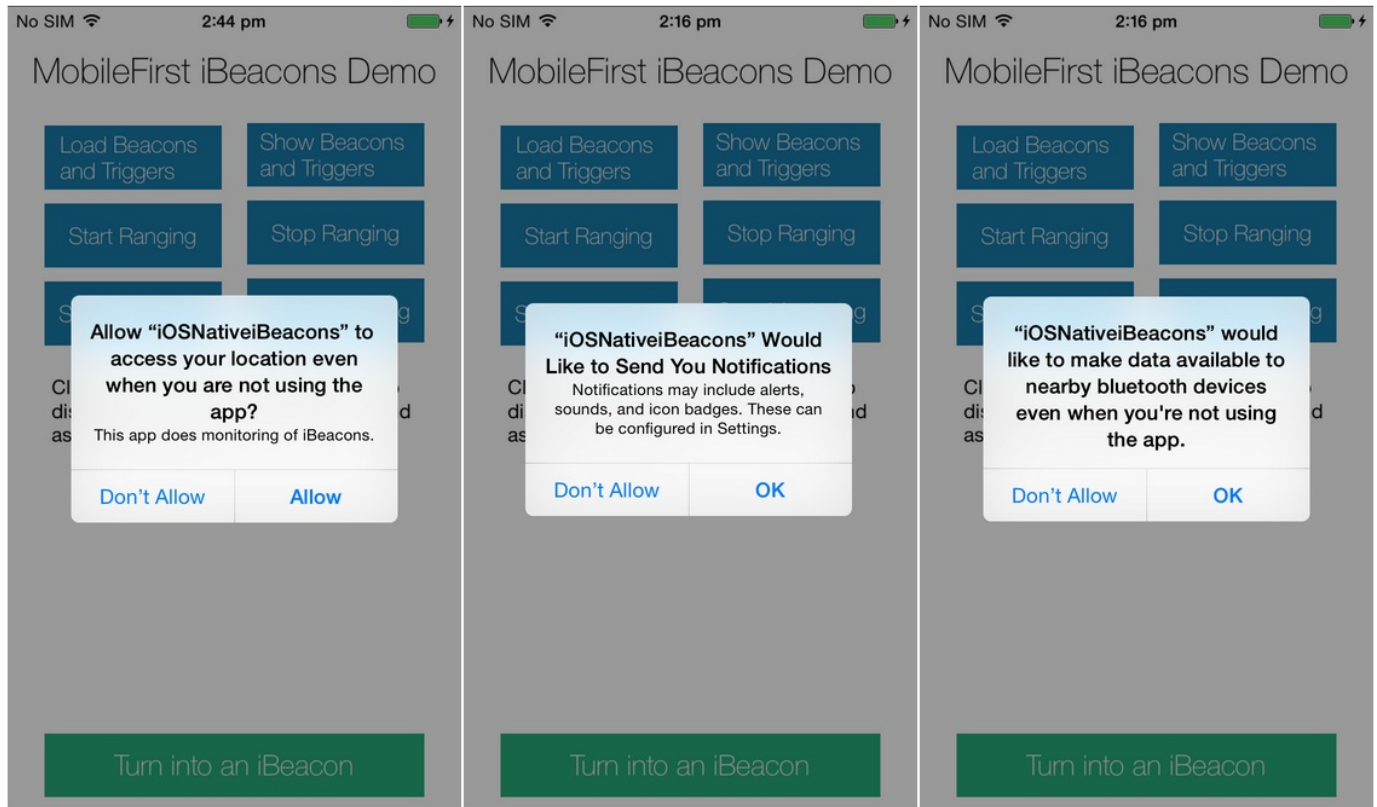 No SIM 2:44 pm
MobileFirst iBeacons Demo
Load Beacons
and Triggers
Show Beacons
and Triggers
Start Ranging
Stop Ranging
Allow “iOSNativeiBeacons” to
access your location even
when you are not using the
app?
This app does monitoring of iBeacons.
Don’t Allow
Allow
Turn into an iBeacon
No SIM 2:16 pm
MobileFirst iBeacons Demo
Load Beacons
and Triggers
Show Beacons
and Triggers
Start Ranging
Stop Ranging
“iOSNativeiBeacons” Would
Like to Send You Notifications
Notifications may include alerts,
sounds, and icon badges. These can
be configured in Settings.
Don’t Allow
OK
Turn into an iBeacon
No SIM 2:16 pm
MobileFirst iBeacons Demo
Load Beacons
and Triggers
Show Beacons
and Triggers
Start Ranging
Stop Ranging
“iOSNativeiBeacons” would
like to make data available to
nearby bluetooth devices
even when you're not using
the app.
Don’t Allow
OK
Turn into an iBeacon